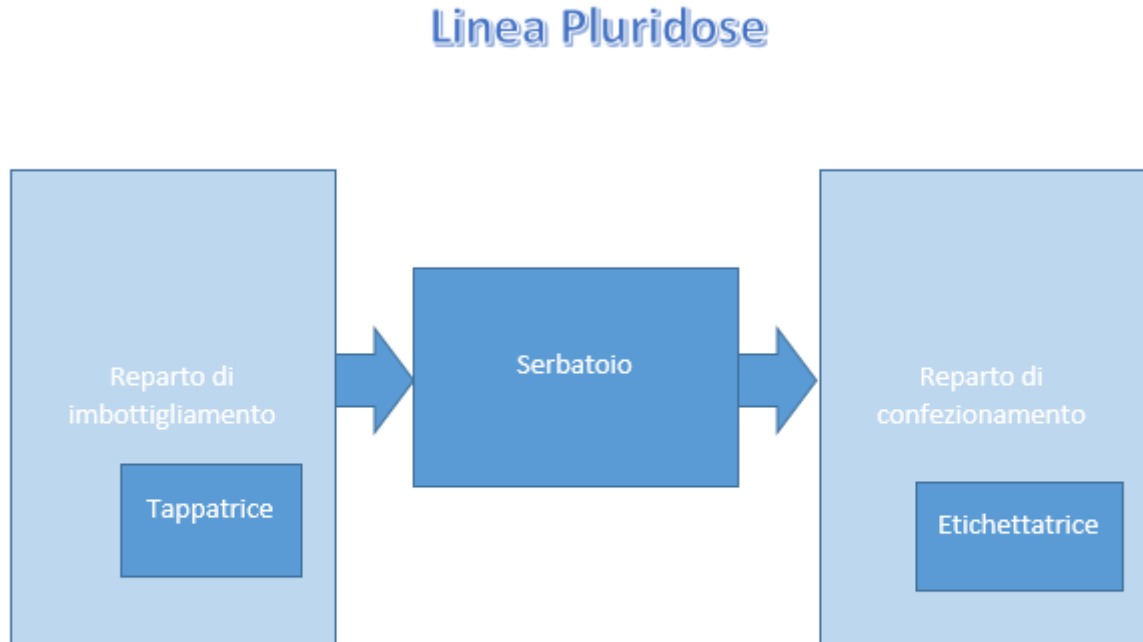 Linea Pluridose
Reparto di
imbottigliamento
Tappatrice
Serbatoio
Reparto di
confezionamento
Etichettatrice